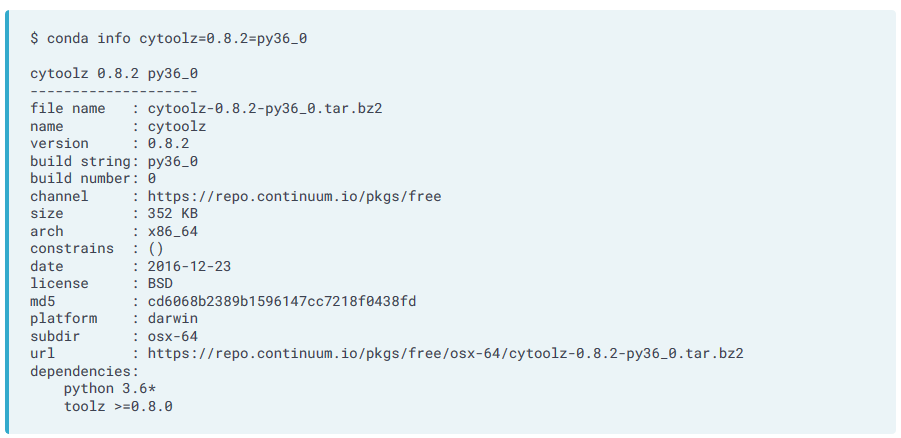 $ conda info cytoolz=0.8.2=py36_0
cytoolz 0.8.2 py36_0
--------------------
file name   : cytoolz-0.8.2-py36_0.tar.bz2
name        : cytoolz
version     : 0.8.2
build string: py36_0
build number: 0
channel     : https://repo.continuum.io/pkgs/free
size        : 352 KB
arch        : x86_64
constrains  : ()
date        : 2016-12-23
license     : BSD
md5         : cd6068b2389b1596147cc7218f0438fd
platform    : darwin
subdir      : osx-64
url         : https://repo.continuum.io/pkgs/free/osx-64/cytoolz-0.8.2-py36_0.tar.bz2
dependencies:
    python 3.6*
    toolz >=0.8.0